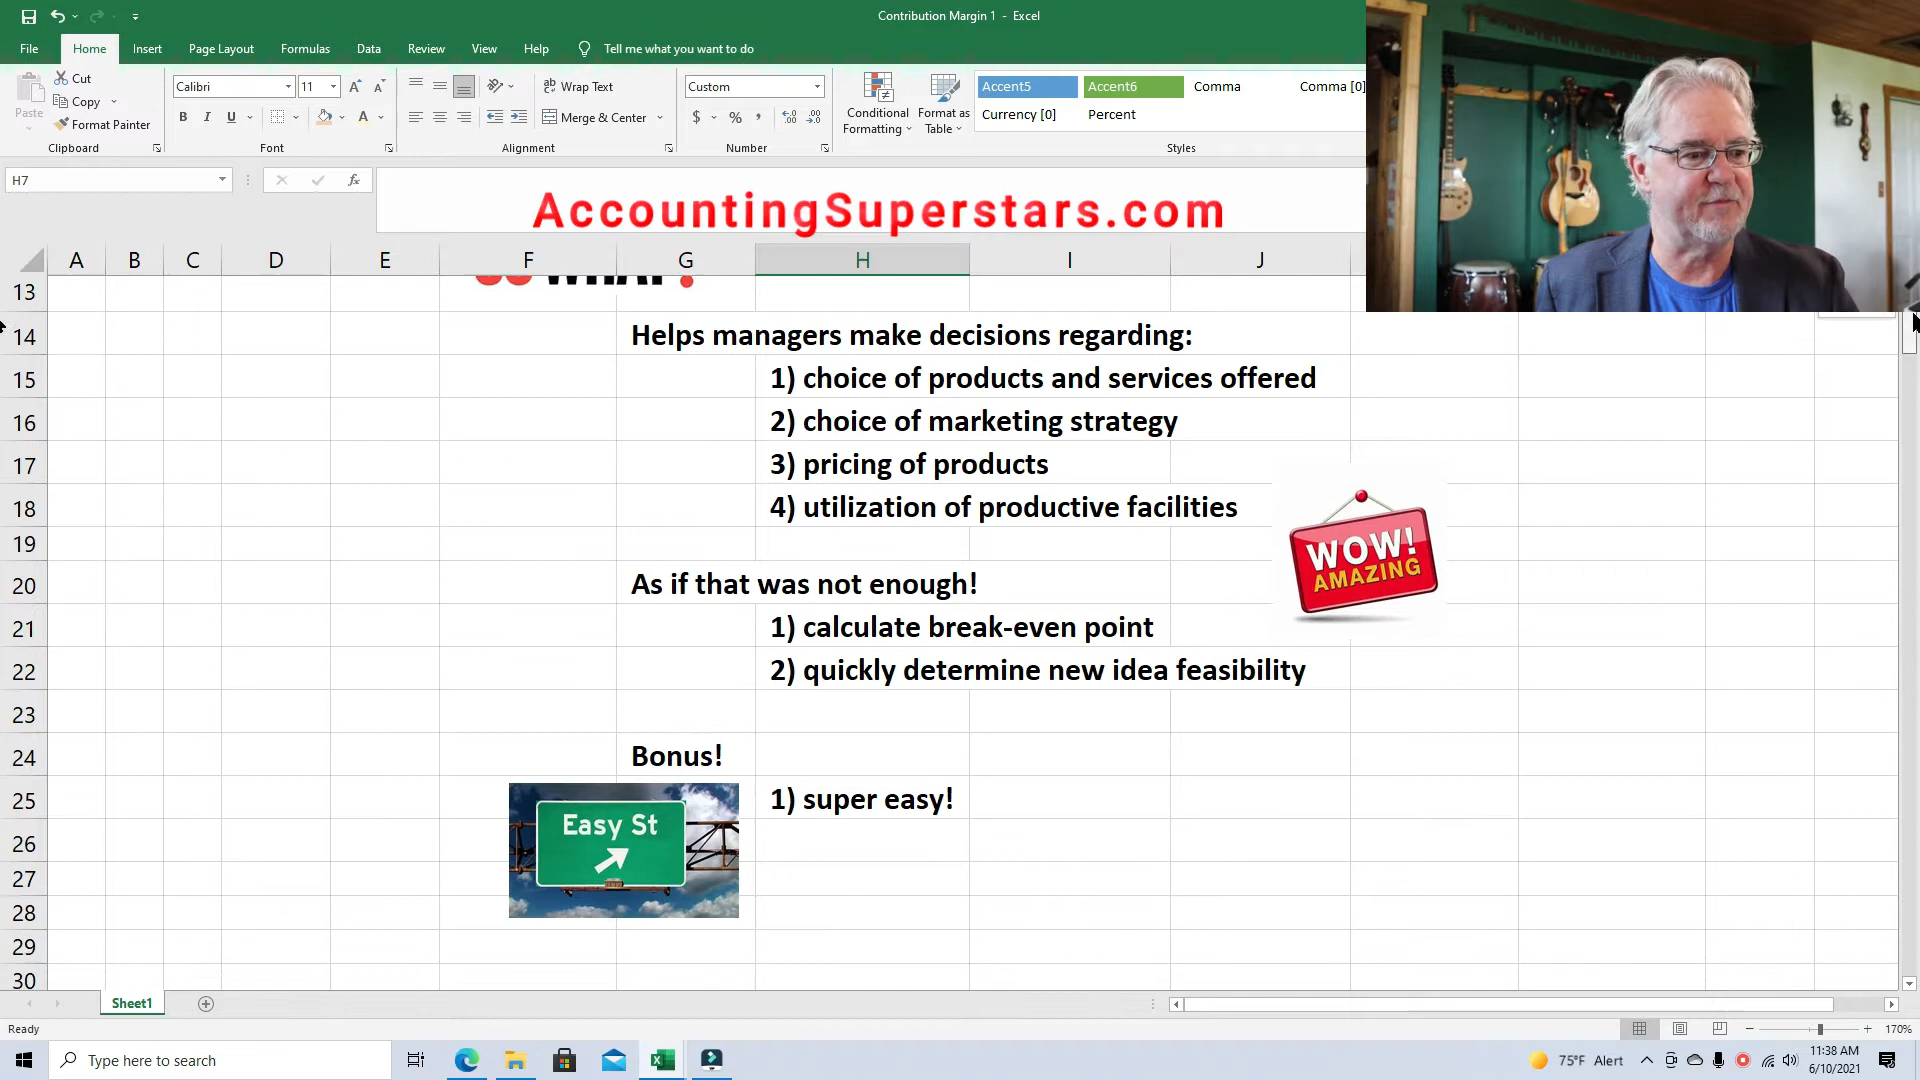 Contribution Margin 1 - Excel
File Home Insert Page Layout Formulas Data Review View Help Tell me what you want to do
Paste
Cut
Copy
Format Painter
Clipboard
Calibri 11
B I U
Font
Wrap Text
Merge & Center
Alignment
Custom
$ % ,
Number
Conditional Formatting
Format as Table
Accent5 Accent6 Comma Comma [0]
Currency [0] Percent
Styles
H7
fx
AccountingSuperstars.com
A B C D E F G H I J
13
14 Helps managers make decisions regarding:
15 1) choice of products and services offered
16 2) choice of marketing strategy
17 3) pricing of products
18 4) utilization of productive facilities
WOW!
AMAZING
19
20 As if that was not enough!
21 1) calculate break-even point
22 2) quickly determine new idea feasibility
23
24 Bonus!
25 1) super easy!
Easy St
26
27
28
29
30
Sheet1
Ready
170%
Type here to search
75°F Alert
11:38 AM
6/10/2021